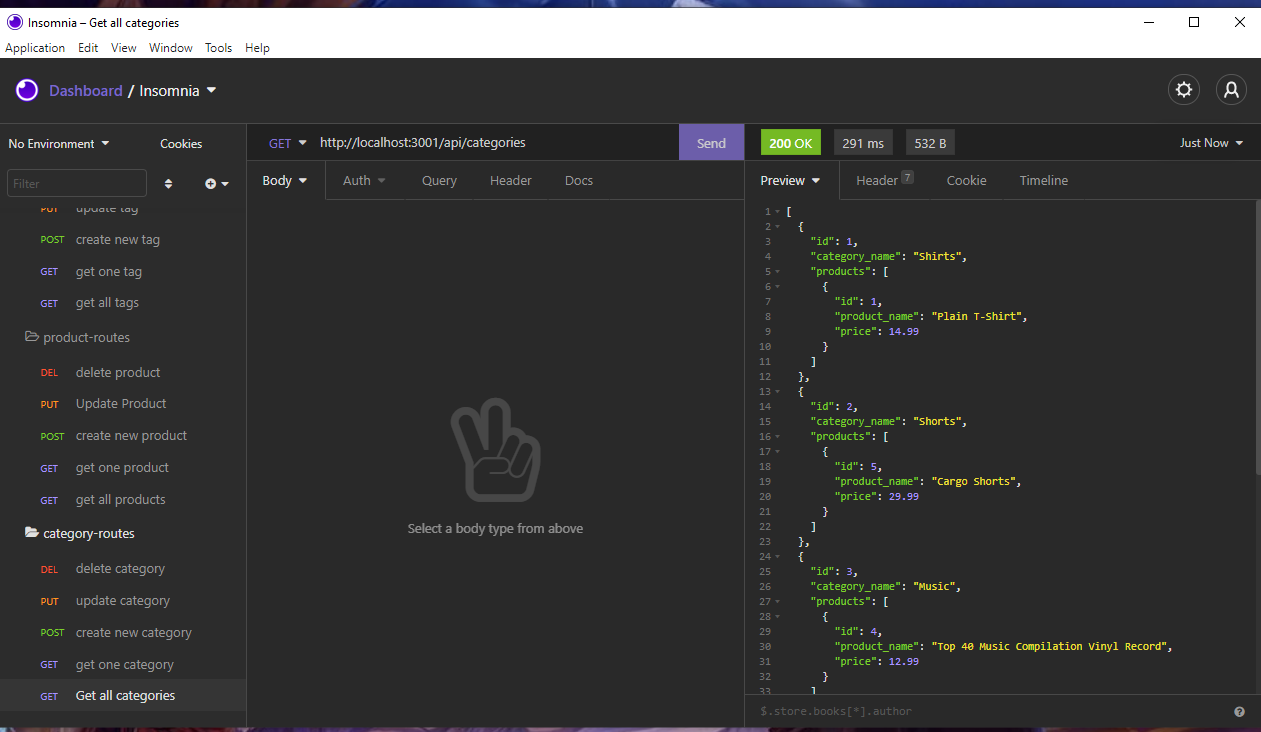 Insomnia – Get all categories
Application Edit View Window Tools Help
Dashboard / Insomnia
No Environment Cookies
Filter
PUT update tag
POST create new tag
GET get one tag
GET get all tags
product-routes
DEL delete product
PUT Update Product
POST create new product
GET get one product
GET get all products
category-routes
DEL delete category
PUT update category
POST create new category
GET get one category
GET Get all categories
GET http://localhost:3001/api/categories Send
Body Auth Query Header Docs
Select a body type from above
200 OK 291 ms 532 B Just Now
Preview Header 7 Cookie Timeline
1 [
2 {
3 "id": 1,
4 "category_name": "Shirts",
5 "products": [
6 {
7 "id": 1,
8 "product_name": "Plain T-Shirt",
9 "price": 14.99
10 }
11 ]
12 },
13 {
14 "id": 2,
15 "category_name": "Shorts",
16 "products": [
17 {
18 "id": 5,
19 "product_name": "Cargo Shorts",
20 "price": 29.99
21 }
22 ]
23 },
24 {
25 "id": 3,
26 "category_name": "Music",
27 "products": [
28 {
29 "id": 4,
30 "product_name": "Top 40 Music Compilation Vinyl Record",
31 "price": 12.99
32 }
33 ]
$.store.books[*].author